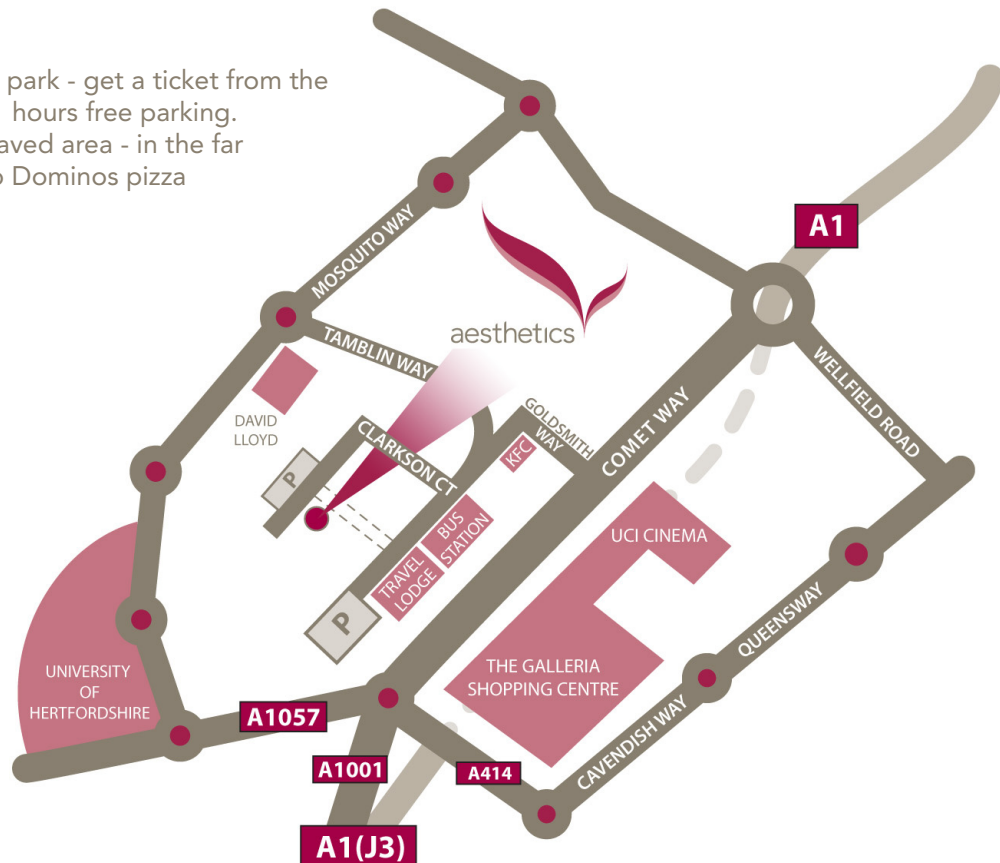 park - get a ticket from the
hours free parking.
aved area - in the far
Dominos pizza
A1
MOSQUITO WAY
aesthetics
TAMBLIN WAY
WELLFIELD ROAD
DAVID
LLOYD
CLARKSON CT
GOLDSMITH
WAY
KFC
COMET WAY
P
BUS
STATION
UCI CINEMA
TRAVEL
LODGE
P
QUEENSWAY
UNIVERSITY
OF
HERTFORDSHIRE
THE GALLERIA
SHOPPING CENTRE
A1057
CAVENDISH WAY
A1001
A414
A1(J3)